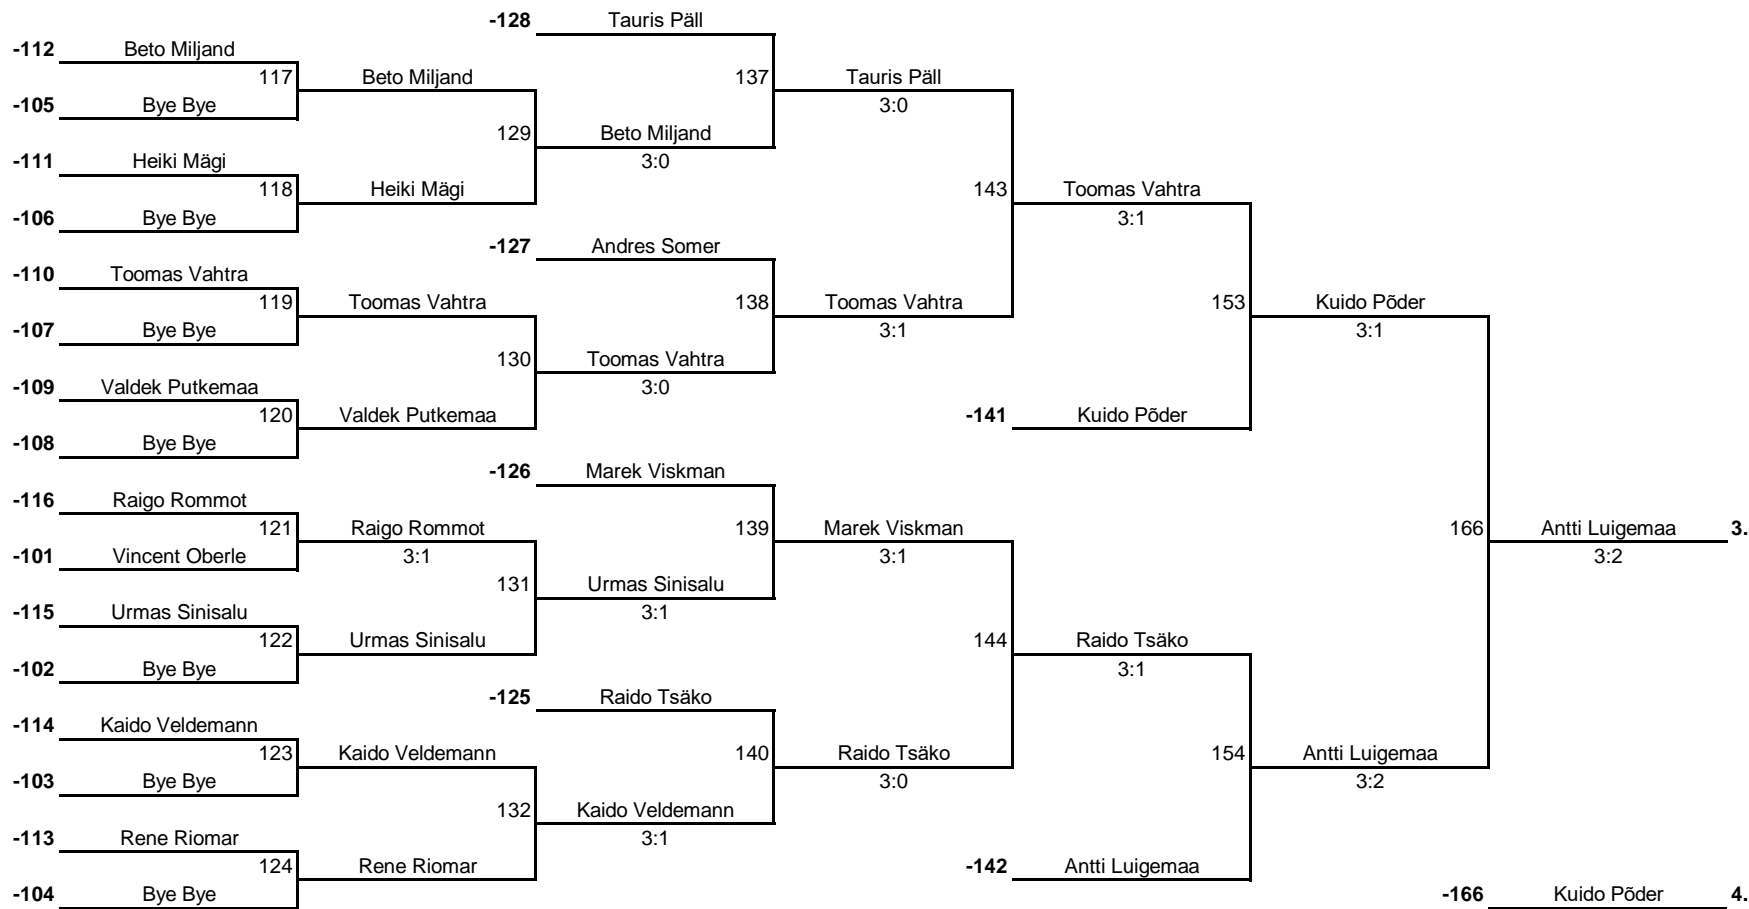 -128 Tauris Päll
-112 Beto Miljand
117 Beto Miljand 137 Tauris Päll
-105 Bye Bye 3:0
129 Beto Miljand
-111 Heiki Mägi 3:0
118 Heiki Mägi 143 Toomas Vahtra
-106 Bye Bye 3:1
-127 Andres Somer
-110 Toomas Vahtra
119 Toomas Vahtra 138 Toomas Vahtra 153 Kuido Põder
-107 Bye Bye 3:1 3:1
130 Toomas Vahtra
-109 Valdek Putkemaa 3:0
120 Valdek Putkemaa -141 Kuido Põder
-108 Bye Bye
-126 Marek Viskman
-116 Raigo Rommot
121 Raigo Rommot 139 Marek Viskman 166 Antti Luigemaa 3.
-101 Vincent Oberle 3:1 3:1 3:2
131 Urmas Sinisalu
-115 Urmas Sinisalu 3:1
122 Urmas Sinisalu 144 Raido Tsäko
-102 Bye Bye 3:1
-125 Raido Tsäko
-114 Kaido Veldemann
123 Kaido Veldemann 140 Raido Tsäko 154 Antti Luigemaa
-103 Bye Bye 3:0 3:2
132 Kaido Veldemann
-113 Rene Riomar 3:1
124 Rene Riomar -142 Antti Luigemaa
-104 Bye Bye -166 Kuido Põder 4.